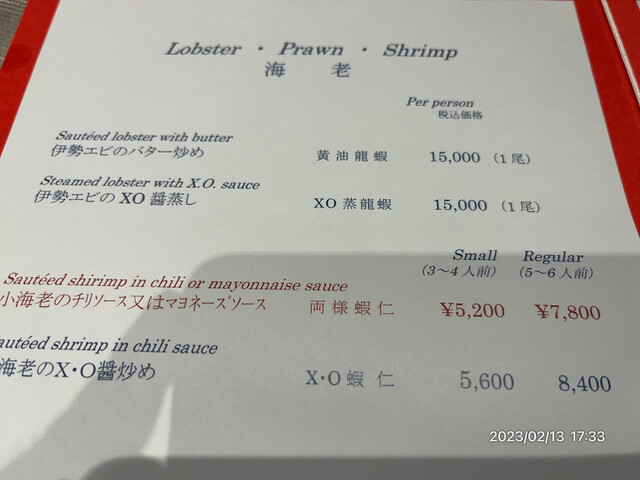 Lobster ・ Prawn ・ Shrimp
海 老
Per person
税込価格
Sautéed lobster with butter
伊勢エビのバター炒め 黄油龍蝦 15,000 (1尾)
Steamed lobster with X.O. sauce
伊勢エビの XO 醤蒸し XO 蒸龍蝦 15,000 (1尾)
Small Regular
(3～4人前) (5～6人前)
Sautéed shirimp in chili or mayonnaise sauce
小海老のﾁﾘソース又はﾏﾖﾈｰｽﾞソース 両様蝦仁 ¥5,200 ¥7,800
autéed shrimp in chili sauce
海老のX・O醤炒め X・O蝦仁 5,600 8,400
2023/02/13 17:33